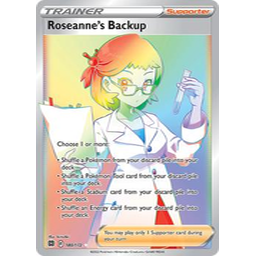 TRAINER Supporter
Roseanne's Backup
Choose 1 or more:
• Shuffle a Pokémon from your discard pile into
your deck.
• Shuffle a Pokémon Tool card from your discard
pile into your deck.
• Shuffle a Stadium card from your discard pile into
your deck.
• Shuffle an Energy card from your discard pile into
your deck.
You may play only 1 Supporter card during
your turn.